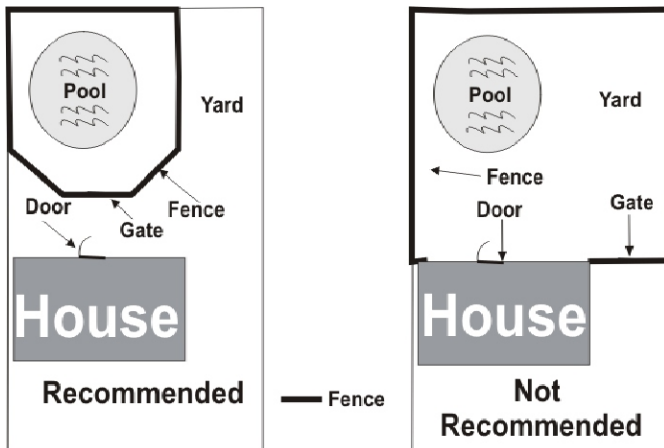 Pool
Yard
Door
Gate
Fence
House
Recommended
Fence
Pool
Yard
Fence
Door
Gate
House
Not
Recommended